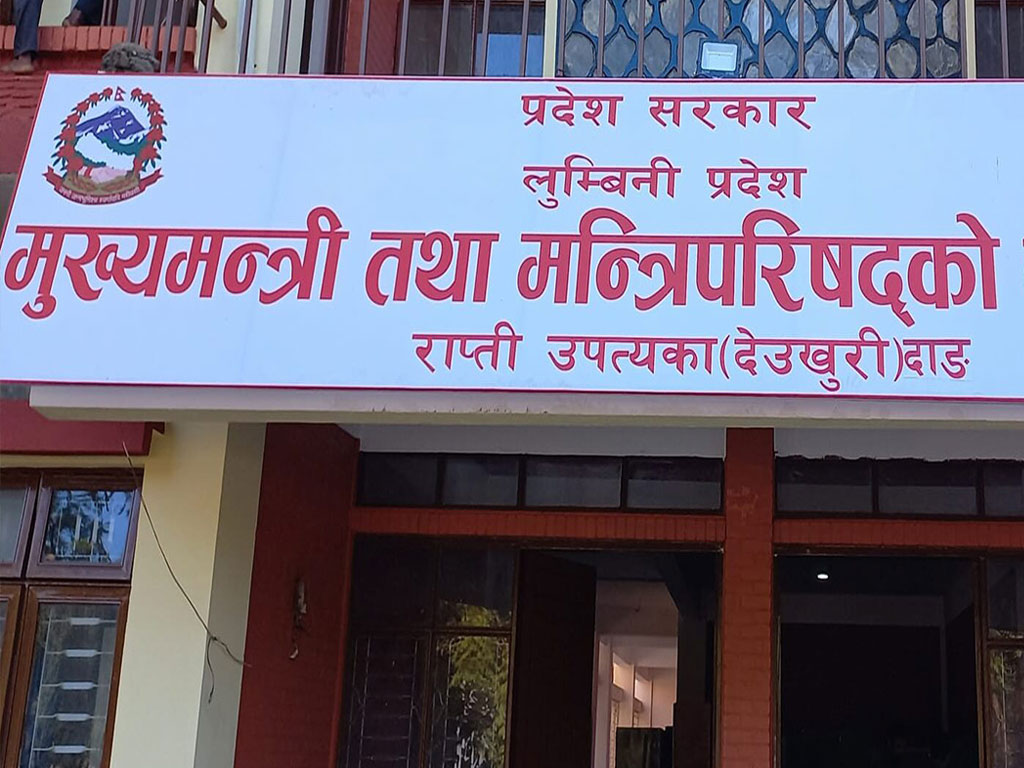 प्रदेश सरकार
लुम्बिनी प्रदेश
मुख्यमन्त्री तथा मन्त्रिपरिषद्को
राप्ती उपत्यका(देउखुरी)दाङ